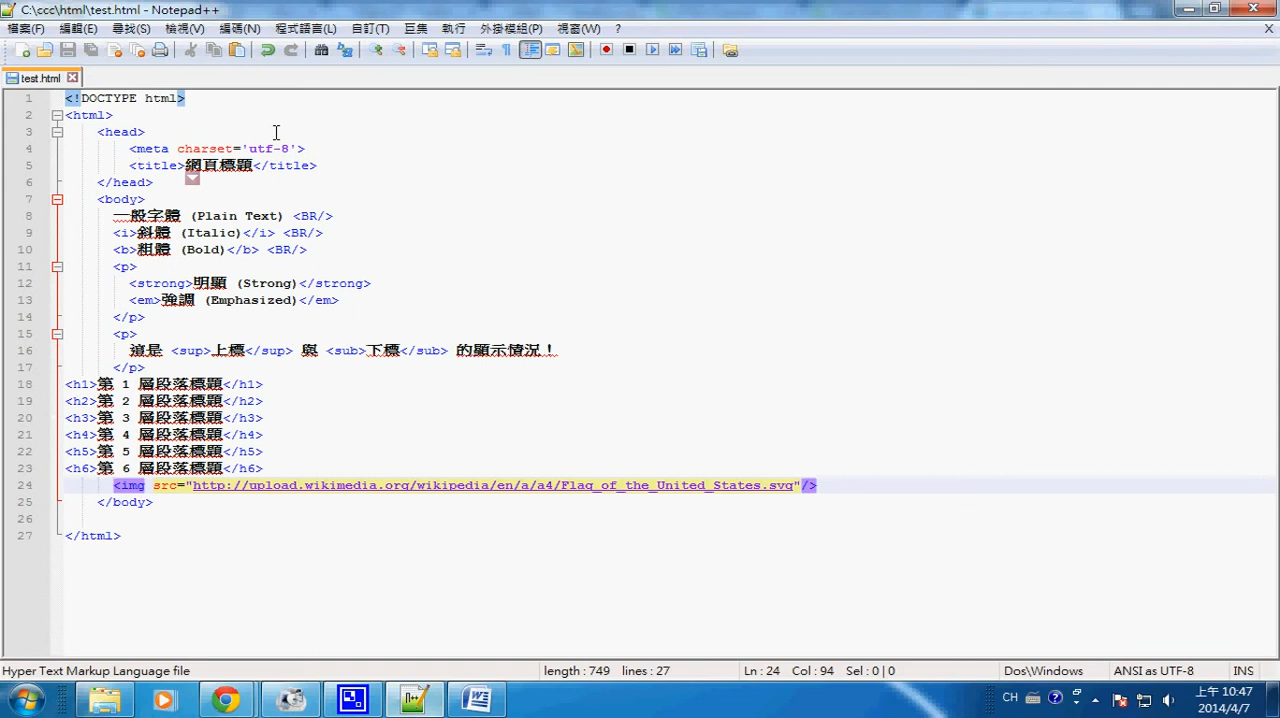 C:\ccc\html\test.html - Notepad++
檔案(F) 編輯(E) 尋找(S) 檢視(V) 編碼(N) 程式語言(L) 自訂(T) 巨集 執行 外掛模組(P) 視窗(W) ? X
test.html
1 <!DOCTYPE html>
2 <html>
3 <head>
4 <meta charset='utf-8'>
5 <title>網頁標題</title>
6 </head>
7 <body>
8 一般字體 (Plain Text) <BR/>
9 <i>斜體 (Italic)</i> <BR/>
10 <b>粗體 (Bold)</b> <BR/>
11 <p>
12 <strong>明顯 (Strong)</strong>
13 <em>強調 (Emphasized)</em>
14 </p>
15 <p>
16 這是 <sup>上標</sup> 與 <sub>下標</sub> 的顯示情況！
17 </p>
18 <h1>第 1 層段落標題</h1>
19 <h2>第 2 層段落標題</h2>
20 <h3>第 3 層段落標題</h3>
21 <h4>第 4 層段落標題</h4>
22 <h5>第 5 層段落標題</h5>
23 <h6>第 6 層段落標題</h6>
24 <img src="http://upload.wikimedia.org/wikipedia/en/a/a4/Flag_of_the_United_States.svg"/>
25 </body>
26
27 </html>
Hyper Text Markup Language file length : 749 lines : 27 Ln : 24 Col : 94 Sel : 0 | 0 Dos\Windows ANSI as UTF-8 INS
CH 上午 10:47
2014/4/7